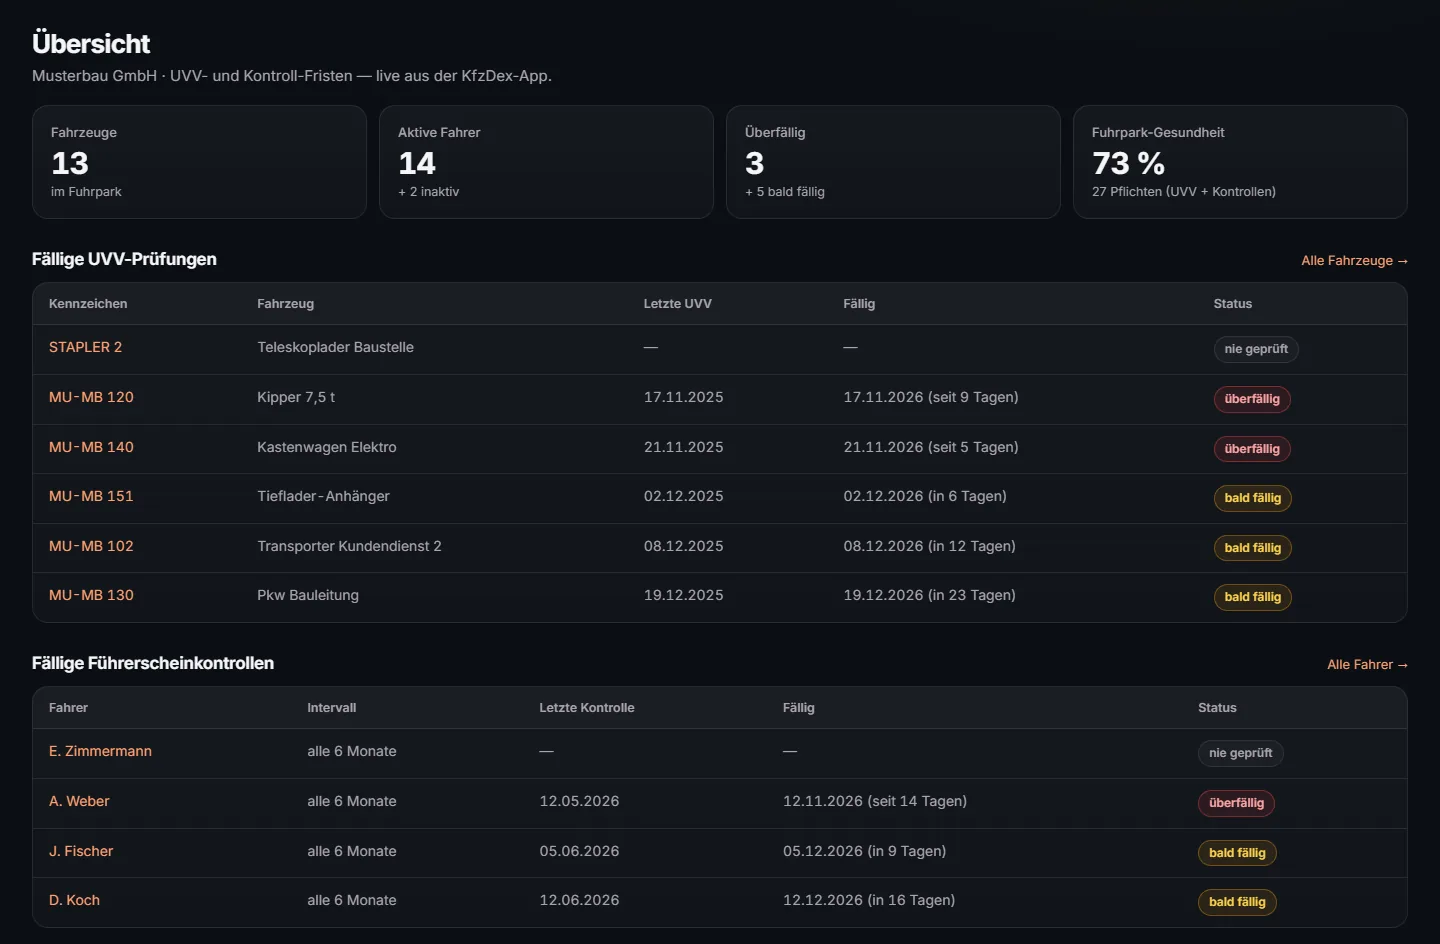 Übersicht
Musterbau GmbH · UVV- und Kontroll-Fristen — live aus der KfzDex-App.
Fahrzeuge
13
im Fuhrpark
Aktive Fahrer
14
+ 2 inaktiv
Überfällig
3
+ 5 bald fällig
Fuhrpark-Gesundheit
73 %
27 Pflichten (UVV + Kontrollen)
Fällige UVV-Prüfungen
Alle Fahrzeuge →
Kennzeichen Fahrzeug Letzte UVV Fällig Status
STAPLER 2 Teleskoplader Baustelle — — nie geprüft
MU-MB 120 Kipper 7,5 t 17.11.2025 17.11.2026 (seit 9 Tagen) überfällig
MU-MB 140 Kastenwagen Elektro 21.11.2025 21.11.2026 (seit 5 Tagen) überfällig
MU-MB 151 Tieflader-Anhänger 02.12.2025 02.12.2026 (in 6 Tagen) bald fällig
MU-MB 102 Transporter Kundendienst 2 08.12.2025 08.12.2026 (in 12 Tagen) bald fällig
MU-MB 130 Pkw Bauleitung 19.12.2025 19.12.2026 (in 23 Tagen) bald fällig
Fällige Führerscheinkontrollen
Alle Fahrer →
Fahrer Intervall Letzte Kontrolle Fällig Status
E. Zimmermann alle 6 Monate — — nie geprüft
A. Weber alle 6 Monate 12.05.2026 12.11.2026 (seit 14 Tagen) überfällig
J. Fischer alle 6 Monate 05.06.2026 05.12.2026 (in 9 Tagen) bald fällig
D. Koch alle 6 Monate 12.06.2026 12.12.2026 (in 16 Tagen) bald fällig